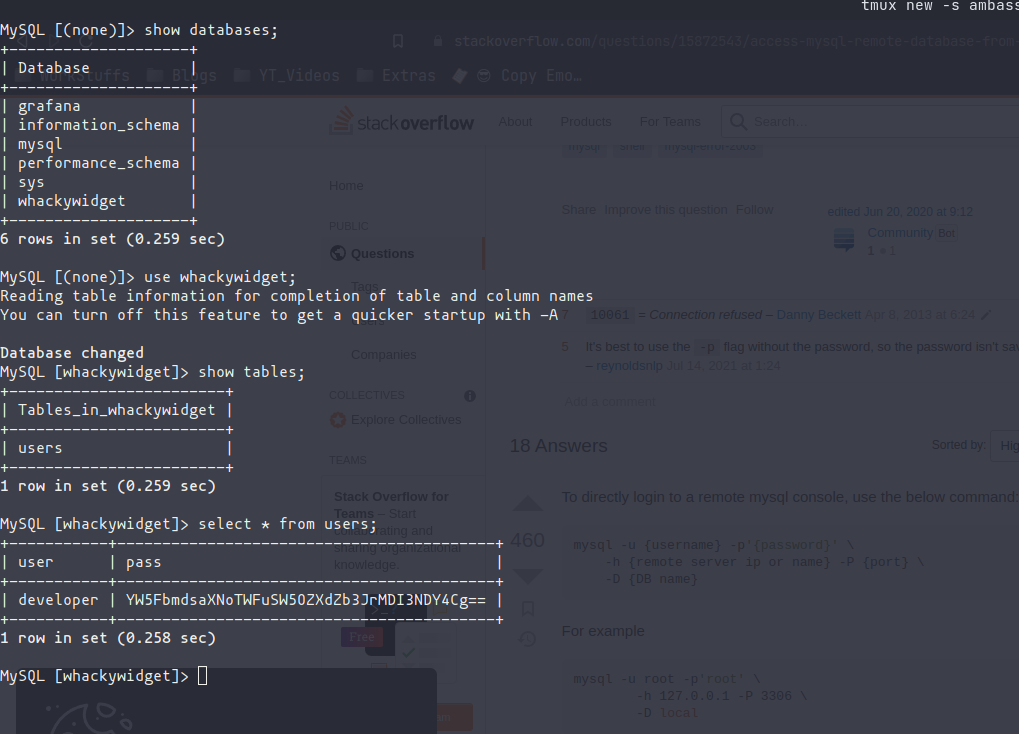 tmux new -s ambass
MySQL [(none)]> show databases;
stackoverflow.com/questions/15872543/access-mysql-remote-database-from-
+--------------------+
| Database |
WorkStuffs Blogs YT_Videos Extras Copy Emo…
+--------------------+
| grafana |
| information_schema |
| mysql |
| performance_schema |
| sys |
| whackywidget |
+--------------------+
6 rows in set (0.259 sec)
MySQL [(none)]> use whackywidget;
Reading table information for completion of table and column names
You can turn off this feature to get a quicker startup with -A
Database changed
MySQL [whackywidget]> show tables;
+------------------------+
| Tables_in_whackywidget |
+------------------------+
| users |
+------------------------+
1 row in set (0.259 sec)
MySQL [whackywidget]> select * from users;
+-----------+------------------------------------------+
| user | pass |
+-----------+------------------------------------------+
| developer | YW5FbmdsaXNoTWFuSW5OZXdZb3JrMDI3NDY4Cg== |
+-----------+------------------------------------------+
1 row in set (0.258 sec)
MySQL [whackywidget]>
stackoverflow
About Products For Teams Search…
Home
PUBLIC
Questions
Tags
Users
Companies
COLLECTIVES
Explore Collectives
TEAMS
Stack Overflow for
Teams – Start
collaborating and
sharing organizational
knowledge.
Free
mysql shell
Share Improve this question Follow
edited Jun 20, 2020 at 9:12
Community Bot
1 1
7 10061 = Connection refused – Danny Beckett Apr 8, 2013 at 6:24
5 It's best to use the -p flag without the password, so the password isn't sav
– reynoldsnlp Jul 14, 2021 at 1:24
Add a comment
18 Answers
Sorted by: Hig
460
To directly login to a remote mysql console, use the below command:
mysql -u {username} -p'{password}' \
-h {remote server ip or name} -P {port} \
-D {DB name}
For example
mysql -u root -p'root' \
-h 127.0.0.1 -P 3306 \
-D local